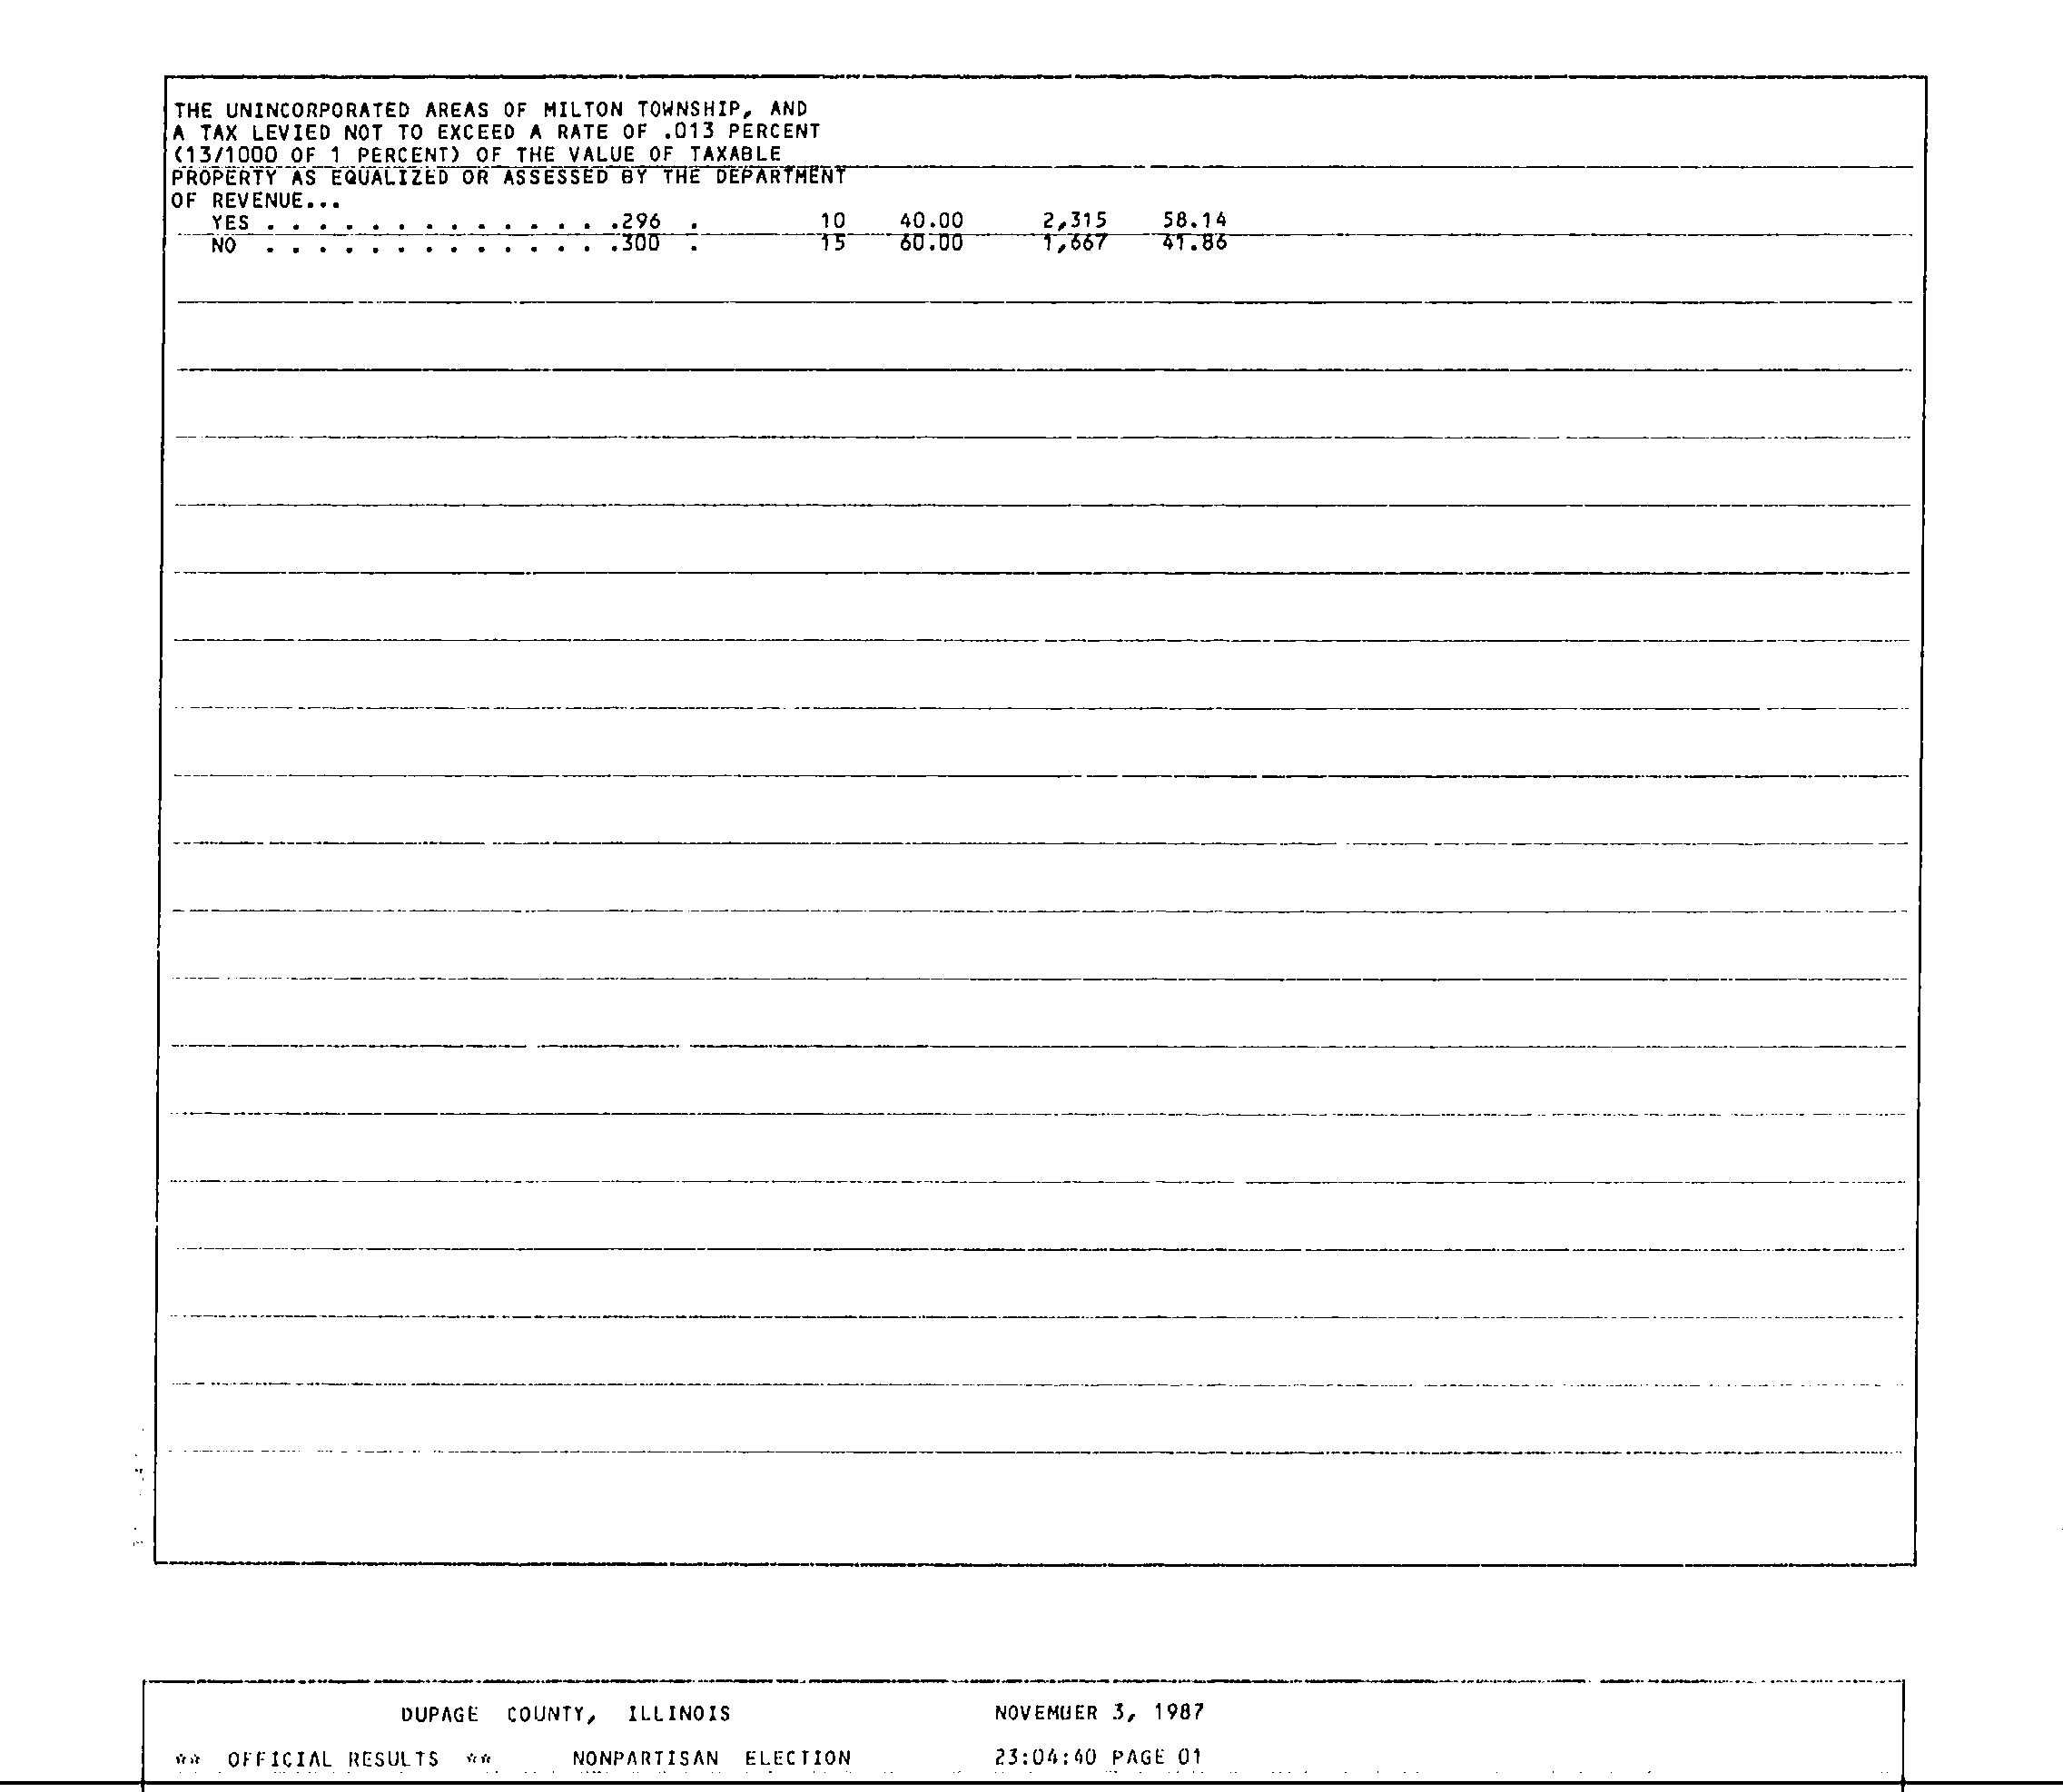 THE UNINCORPORATED AREAS OF MILTON TOWNSHIP, AND
A TAX LEVIED NOT TO EXCEED A RATE OF .013 PERCENT
(13/1000 OF 1 PERCENT) OF THE VALUE OF TAXABLE
PROPERTY AS EQUALIZED OR ASSESSED BY THE DEPARTMENT
OF REVENUE...
YES . . . . . . . . . . . . . .296 . 10 40.00 2,315 58.14
NO . . . . . . . . . . . . . .300 . 15 60.00 1,667 41.86
DUPAGE COUNTY, ILLINOIS NOVEMBER 3, 1987
** OFFICIAL RESULTS ** NONPARTISAN ELECTION 23:04:40 PAGE 01